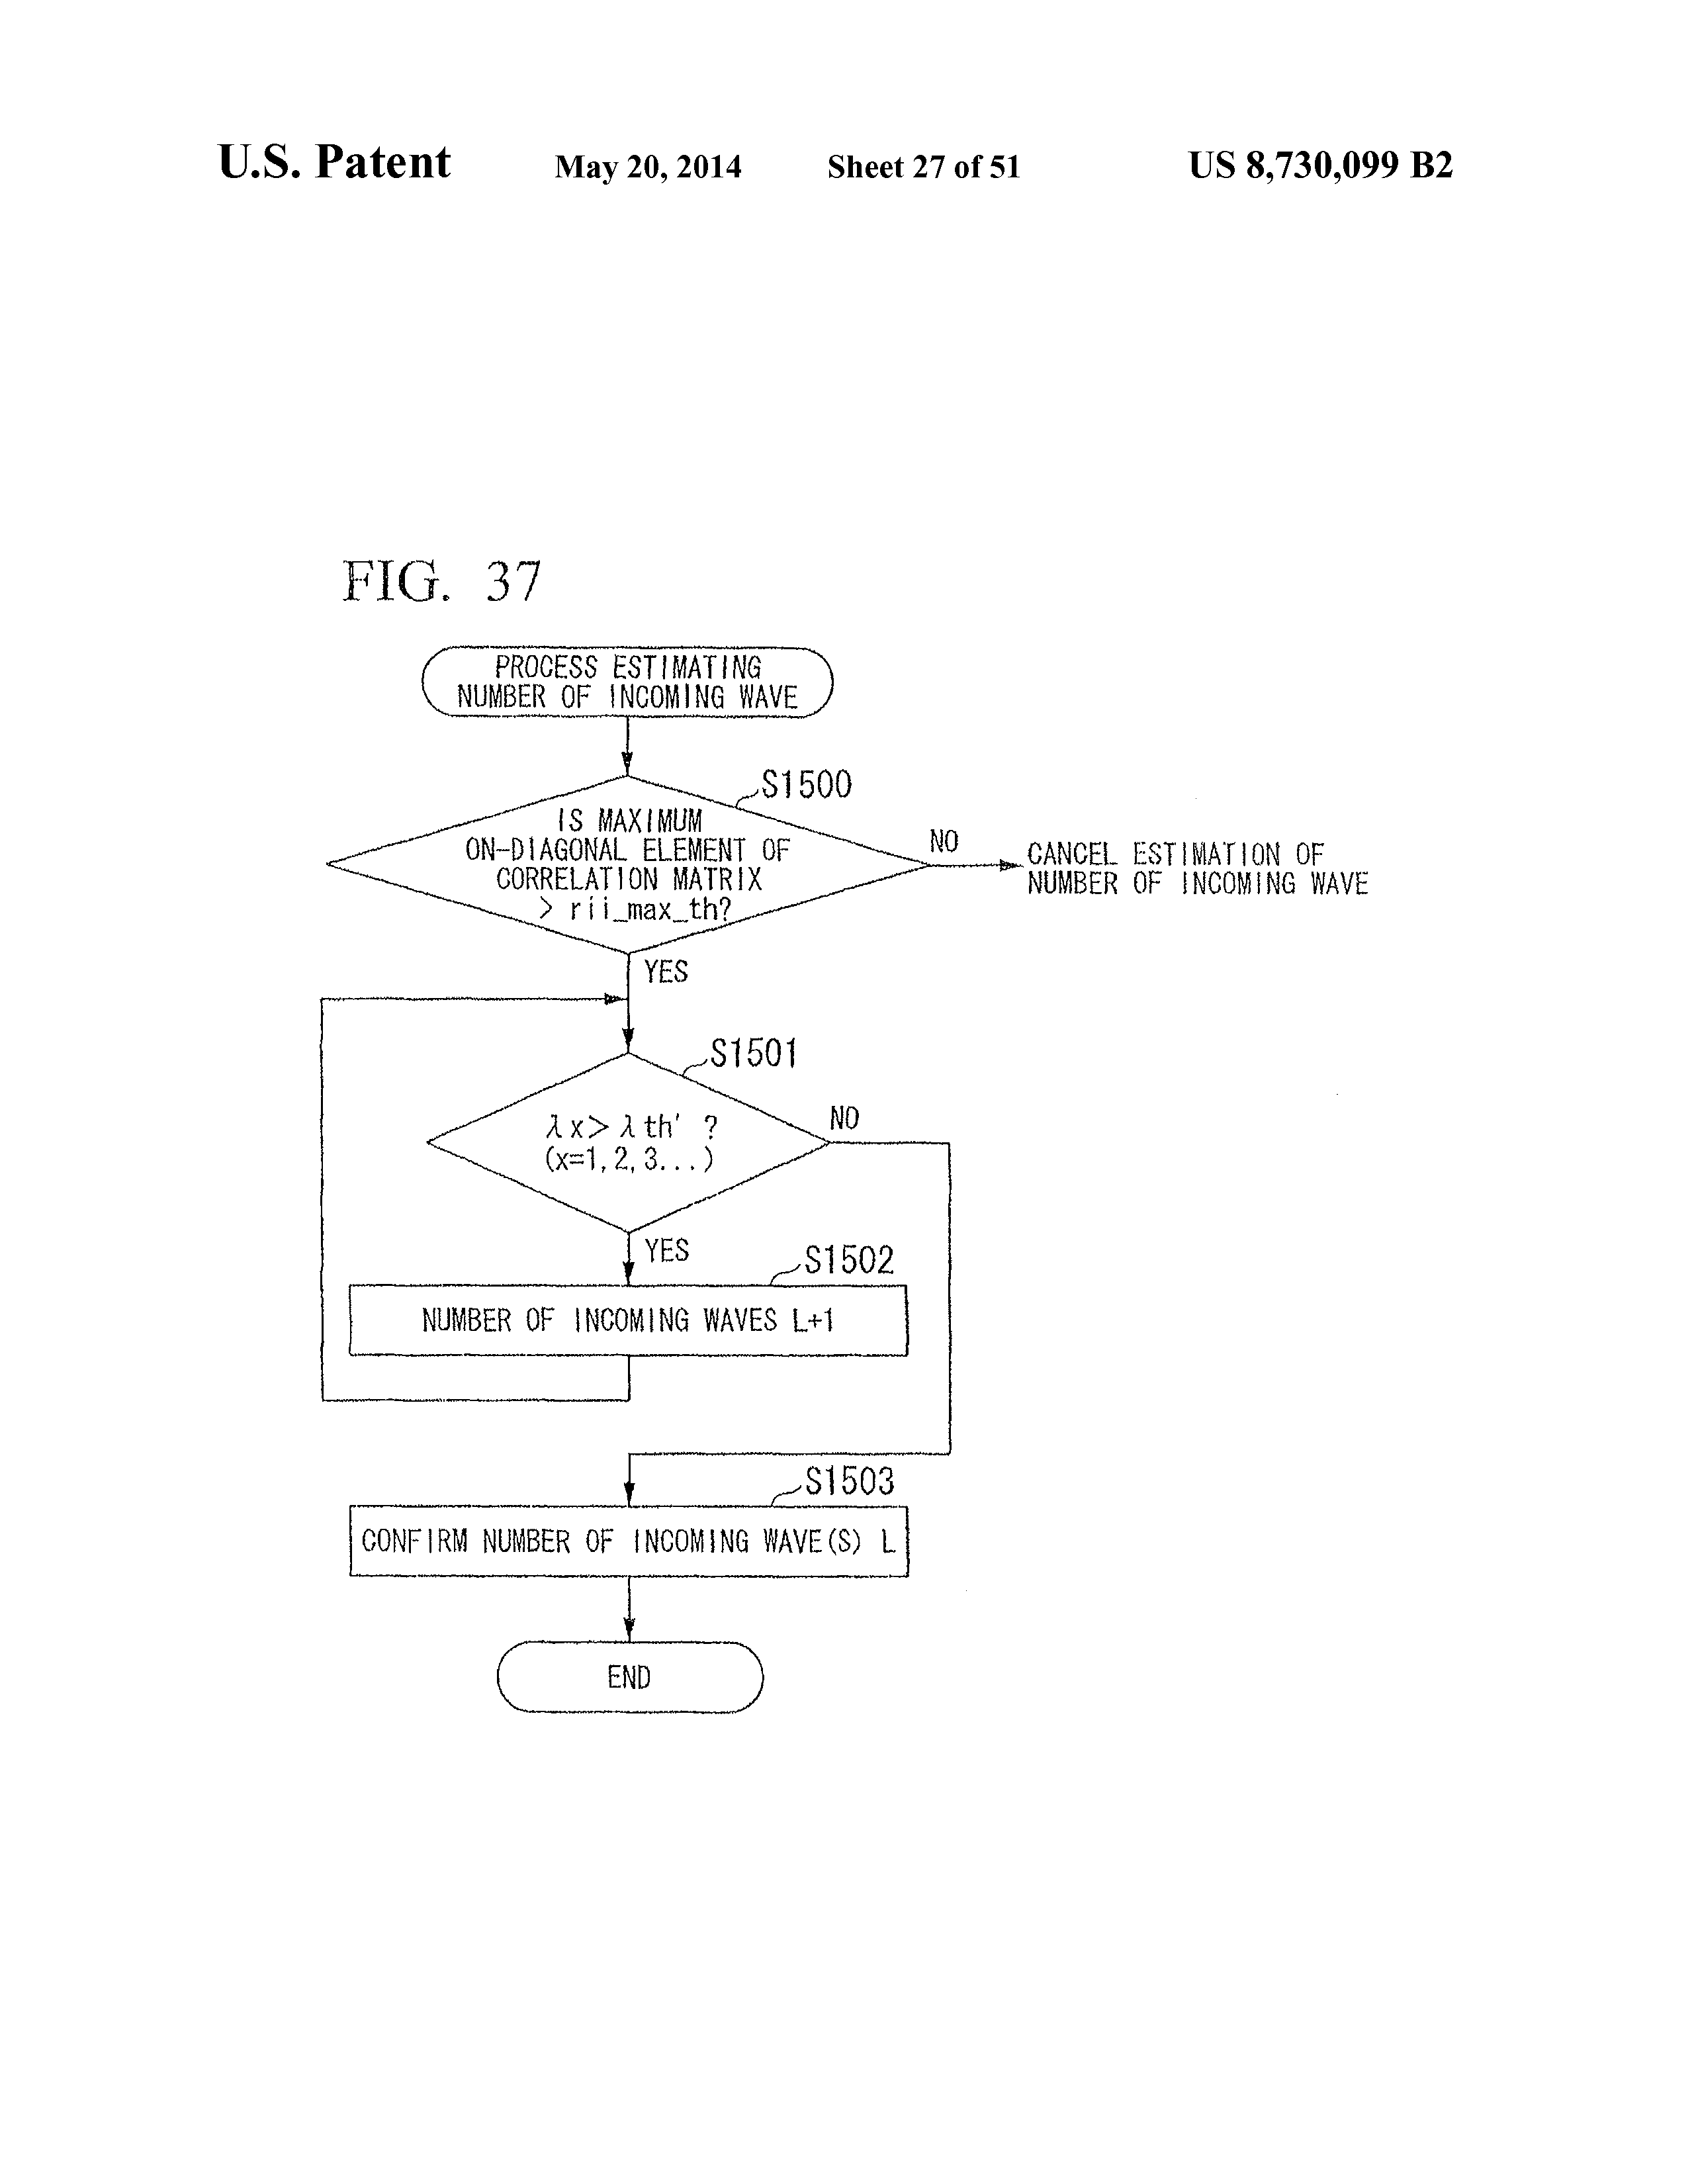 U.S. Patent May 20, 2014 Sheet 27 of 51 US 8,730,099 B2
FIG. 37
PROCESS ESTIMATING
NUMBER OF INCOMING WAVE
S1500
IS MAXIMUM
ON-DIAGONAL ELEMENT OF
CORRELATION MATRIX
> rii_max_th?
NO
CANCEL ESTIMATION OF
NUMBER OF INCOMING WAVE
YES
S1501
λx>λth' ?
(x=1,2,3...)
NO
YES
S1502
NUMBER OF INCOMING WAVES L+1
S1503
CONFIRM NUMBER OF INCOMING WAVE(S) L
END